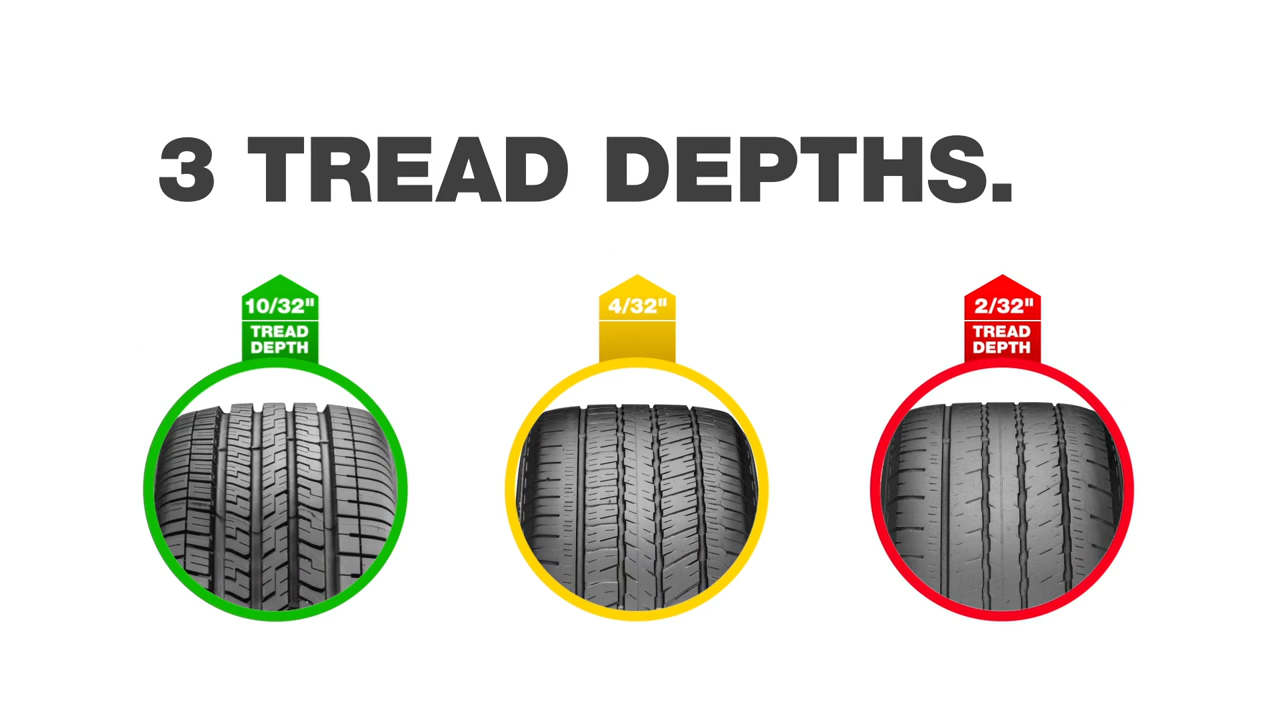 3 TREAD DEPTHS.
10/32"
TREAD
DEPTH
4/32"
2/32"
TREAD
DEPTH